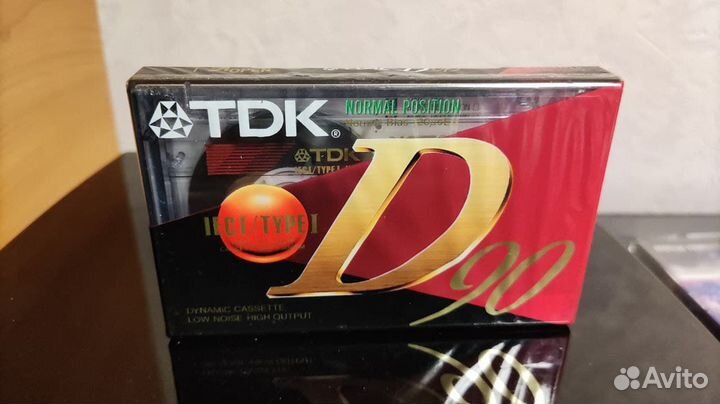 TDK®
NORMAL POSITION
TDK
IEC I / TYPE I
D
90
DYNAMIC CASSETTE
LOW NOISE HIGH OUTPUT
Avito